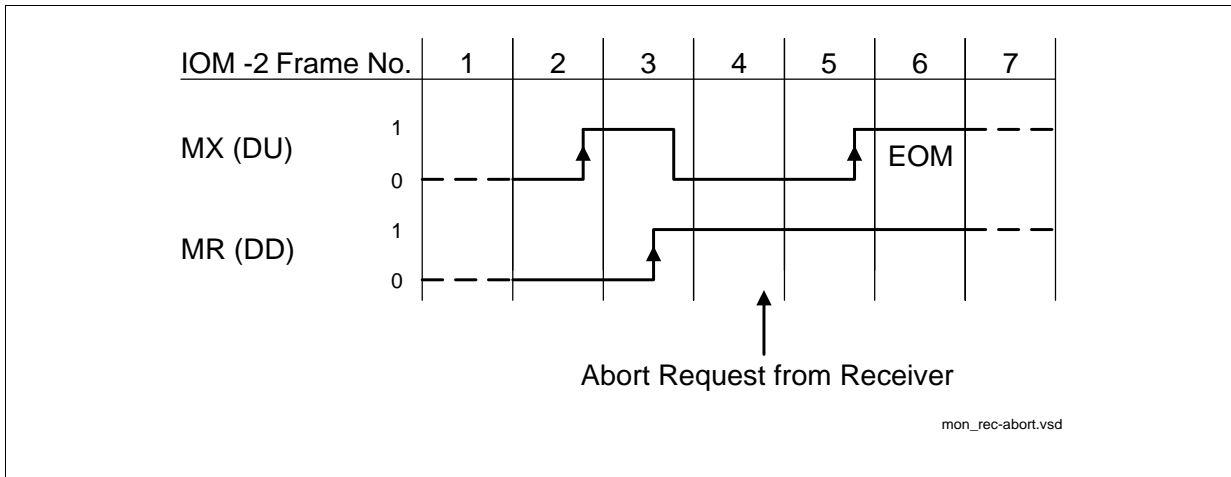 IOM -2 Frame No. 1 2 3 4 5 6 7
MX (DU) 1
0
EOM
MR (DD) 1
0
Abort Request from Receiver
mon_rec-abort.vsd